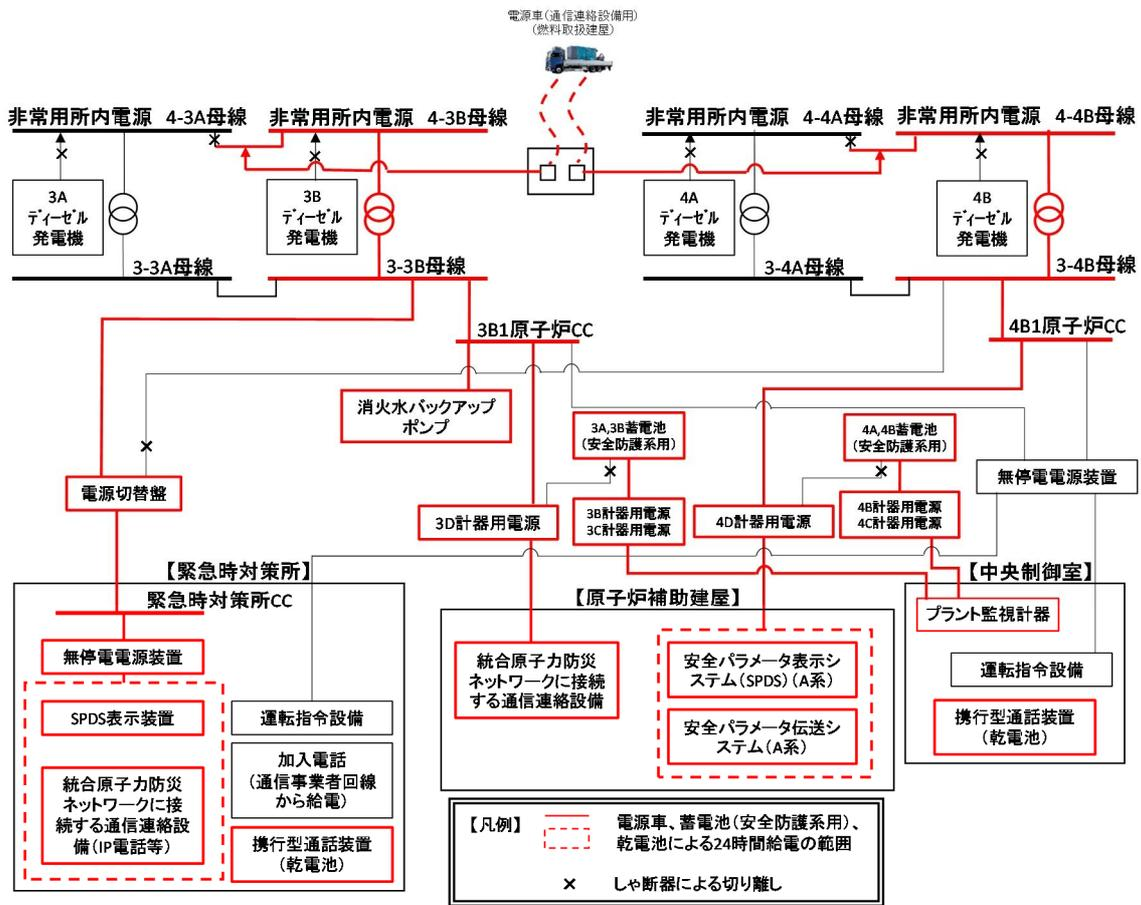 電源車(通信連絡設備用)
(燃料取扱建屋)
非常用所内電源 4-3A母線
非常用所内電源 4-3B母線
非常用所内電源 4-4A母線
非常用所内電源 4-4B母線
3A
ディーゼル
発電機
3B
ディーゼル
発電機
4A
ディーゼル
発電機
4B
ディーゼル
発電機
3-3A母線
3-3B母線
3-4A母線
3-4B母線
3B1原子炉CC
4B1原子炉CC
消火水バックアップ
ポンプ
3A,3B蓄電池
(安全防護系用)
4A,4B蓄電池
(安全防護系用)
無停電電源装置
電源切替盤
3D計器用電源
3B計器用電源
3C計器用電源
4D計器用電源
4B計器用電源
4C計器用電源
【緊急時対策所】
緊急時対策所CC
無停電電源装置
SPDS表示装置
統合原子力防災
ネットワークに接
続する通信連絡設
備(IP電話等)
運転指令設備
加入電話
(通信事業者回線
から給電)
携行型通話装置
(乾電池)
【原子炉補助建屋】
統合原子力防災
ネットワークに接続
する通信連絡設備
安全パラメータ表示シ
ステム(SPDS)(A系)
安全パラメータ伝送シ
ステム(A系)
【中央制御室】
プラント監視計器
運転指令設備
携行型通話装置
(乾電池)
【凡例】
電源車、蓄電池(安全防護系用)、
乾電池による24時間給電の範囲
× しゃ断器による切り離し